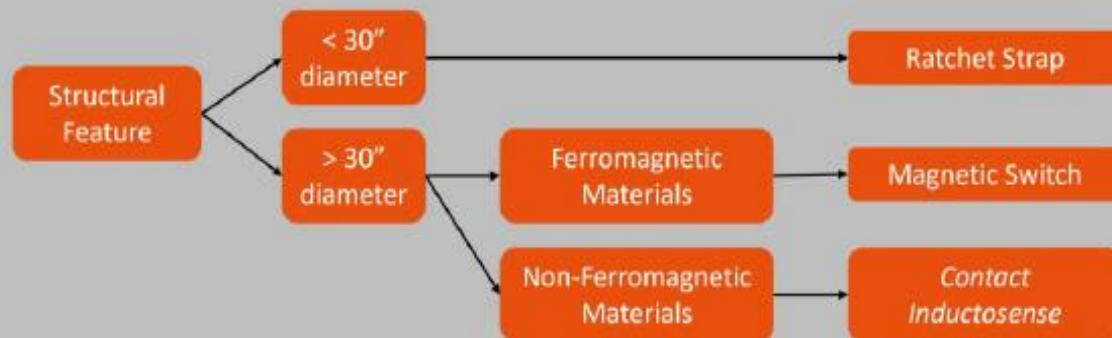 Structural
Feature
< 30”
diameter
Ratchet Strap
> 30”
diameter
Ferromagnetic
Materials
Magnetic Switch
Non-Ferromagnetic
Materials
Contact
Inductosense